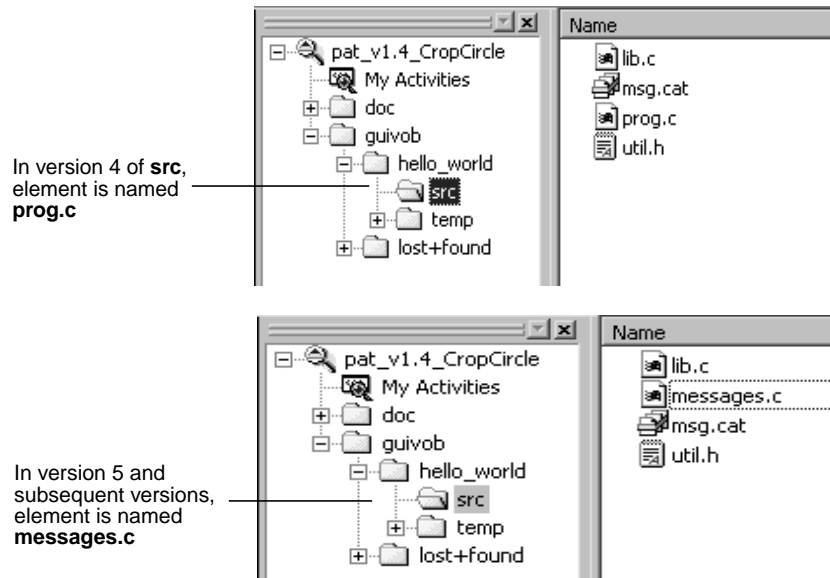 Name
pat_v1.4_CropCircle
My Activities
doc
guivob
hello_world
src
temp
lost+found
lib.c
msg.cat
prog.c
util.h
In version 4 of src,
element is named
prog.c
Name
pat_v1.4_CropCircle
My Activities
doc
guivob
hello_world
src
temp
lost+found
lib.c
messages.c
msg.cat
util.h
In version 5 and
subsequent versions,
element is named
messages.c